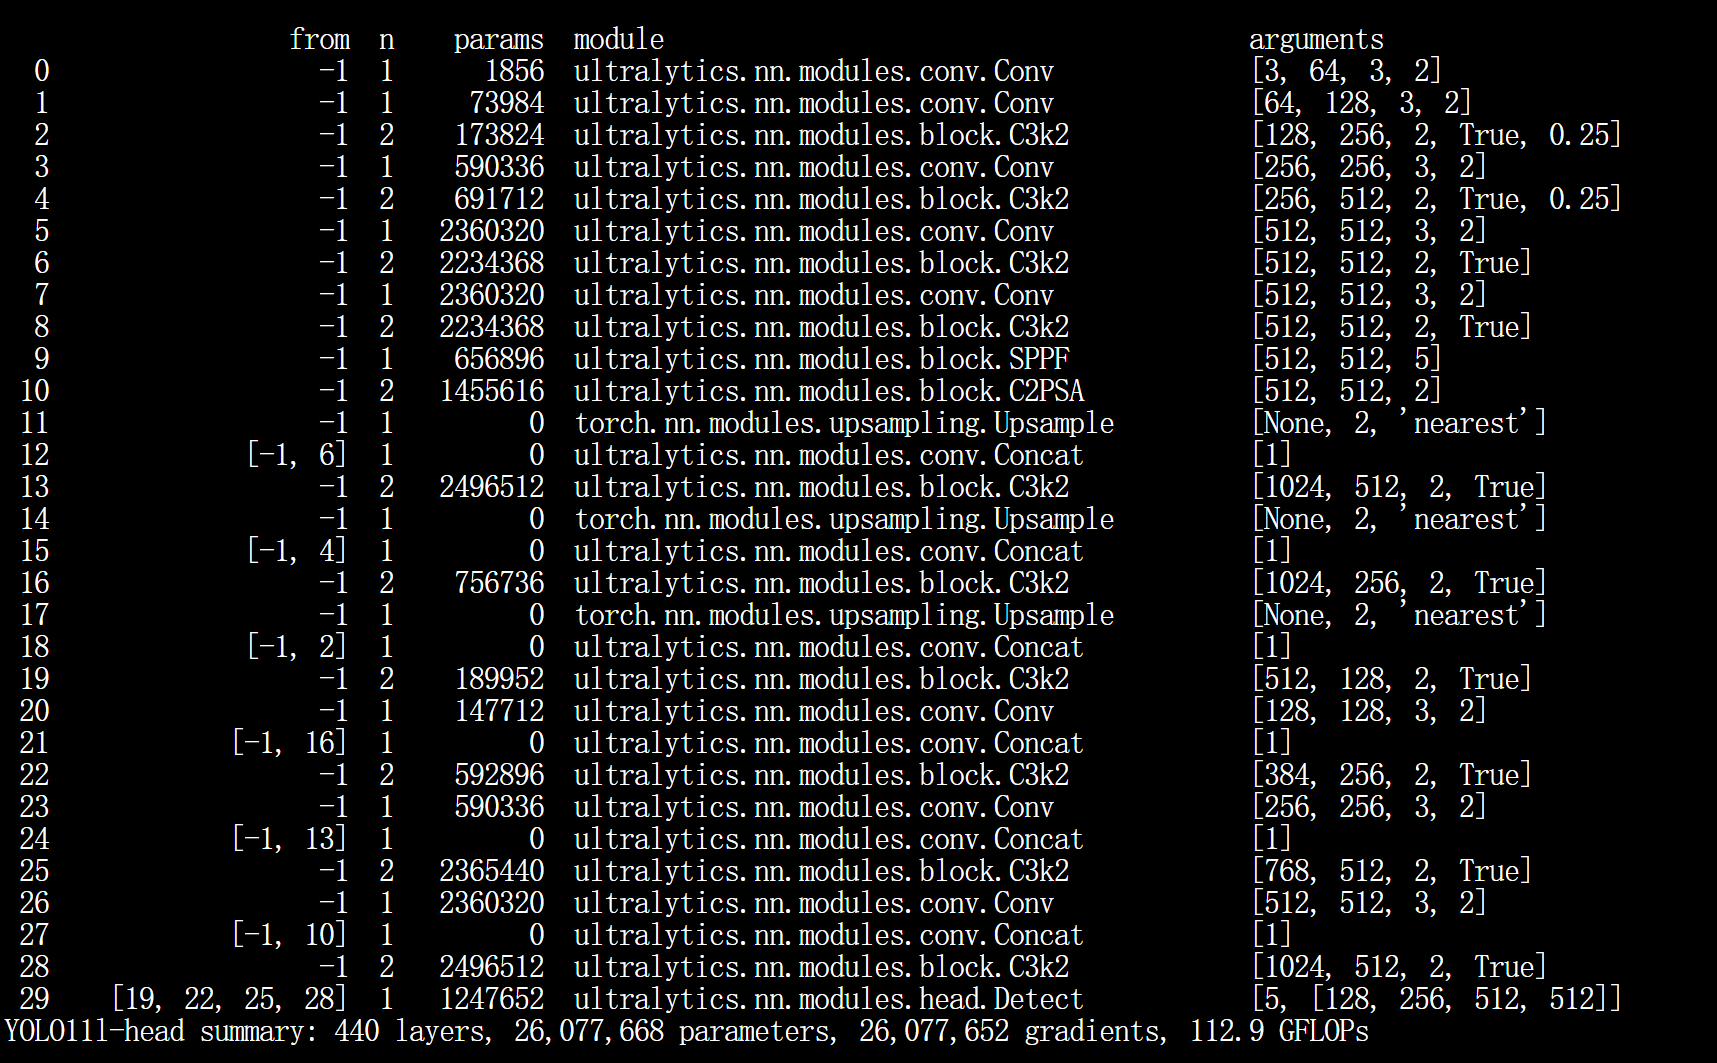 from n params module arguments
0 -1 1 1856 ultralytics.nn.modules.conv.Conv [3, 64, 3, 2]
1 -1 1 73984 ultralytics.nn.modules.conv.Conv [64, 128, 3, 2]
2 -1 2 173824 ultralytics.nn.modules.block.C3k2 [128, 256, 2, True, 0.25]
3 -1 1 590336 ultralytics.nn.modules.conv.Conv [256, 256, 3, 2]
4 -1 2 691712 ultralytics.nn.modules.block.C3k2 [256, 512, 2, True, 0.25]
5 -1 1 2360320 ultralytics.nn.modules.conv.Conv [512, 512, 3, 2]
6 -1 2 2234368 ultralytics.nn.modules.block.C3k2 [512, 512, 2, True]
7 -1 1 2360320 ultralytics.nn.modules.conv.Conv [512, 512, 3, 2]
8 -1 2 2234368 ultralytics.nn.modules.block.C3k2 [512, 512, 2, True]
9 -1 1 656896 ultralytics.nn.modules.block.SPPF [512, 512, 5]
10 -1 2 1455616 ultralytics.nn.modules.block.C2PSA [512, 512, 2]
11 -1 1 0 torch.nn.modules.upsampling.Upsample [None, 2, 'nearest']
12 [-1, 6] 1 0 ultralytics.nn.modules.conv.Concat [1]
13 -1 2 2496512 ultralytics.nn.modules.block.C3k2 [1024, 512, 2, True]
14 -1 1 0 torch.nn.modules.upsampling.Upsample [None, 2, 'nearest']
15 [-1, 4] 1 0 ultralytics.nn.modules.conv.Concat [1]
16 -1 2 756736 ultralytics.nn.modules.block.C3k2 [1024, 256, 2, True]
17 -1 1 0 torch.nn.modules.upsampling.Upsample [None, 2, 'nearest']
18 [-1, 2] 1 0 ultralytics.nn.modules.conv.Concat [1]
19 -1 2 189952 ultralytics.nn.modules.block.C3k2 [512, 128, 2, True]
20 -1 1 147712 ultralytics.nn.modules.conv.Conv [128, 128, 3, 2]
21 [-1, 16] 1 0 ultralytics.nn.modules.conv.Concat [1]
22 -1 2 592896 ultralytics.nn.modules.block.C3k2 [384, 256, 2, True]
23 -1 1 590336 ultralytics.nn.modules.conv.Conv [256, 256, 3, 2]
24 [-1, 13] 1 0 ultralytics.nn.modules.conv.Concat [1]
25 -1 2 2365440 ultralytics.nn.modules.block.C3k2 [768, 512, 2, True]
26 -1 1 2360320 ultralytics.nn.modules.conv.Conv [512, 512, 3, 2]
27 [-1, 10] 1 0 ultralytics.nn.modules.conv.Concat [1]
28 -1 2 2496512 ultralytics.nn.modules.block.C3k2 [1024, 512, 2, True]
29 [19, 22, 25, 28] 1 1247652 ultralytics.nn.modules.head.Detect [5, [128, 256, 512, 512]]
YOLO11l-head summary: 440 layers, 26,077,668 parameters, 26,077,652 gradients, 112.9 GFLOPs